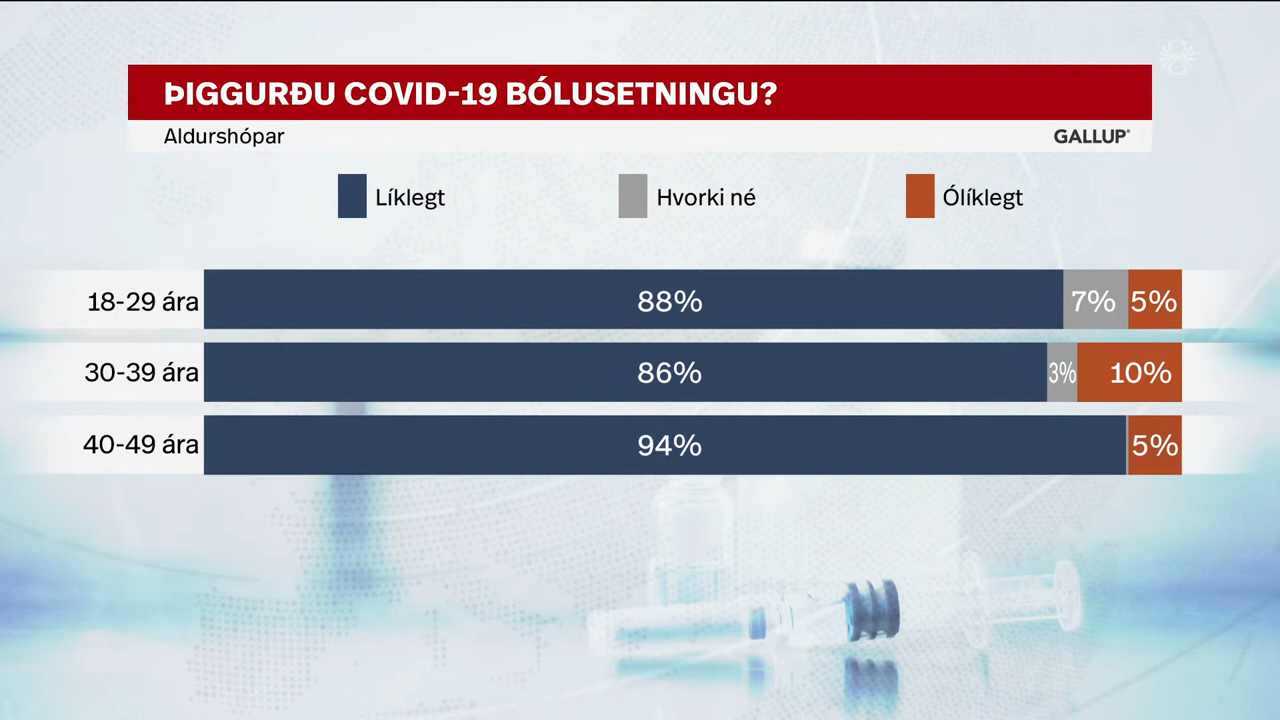 ÞIGGURÐU COVID-19 BÓLUSETNINGU?
Aldurshópar GALLUP
Líklegt Hvorki né Ólíklegt
18-29 ára 88% 7% 5%
30-39 ára 86% 3% 10%
40-49 ára 94% 5%